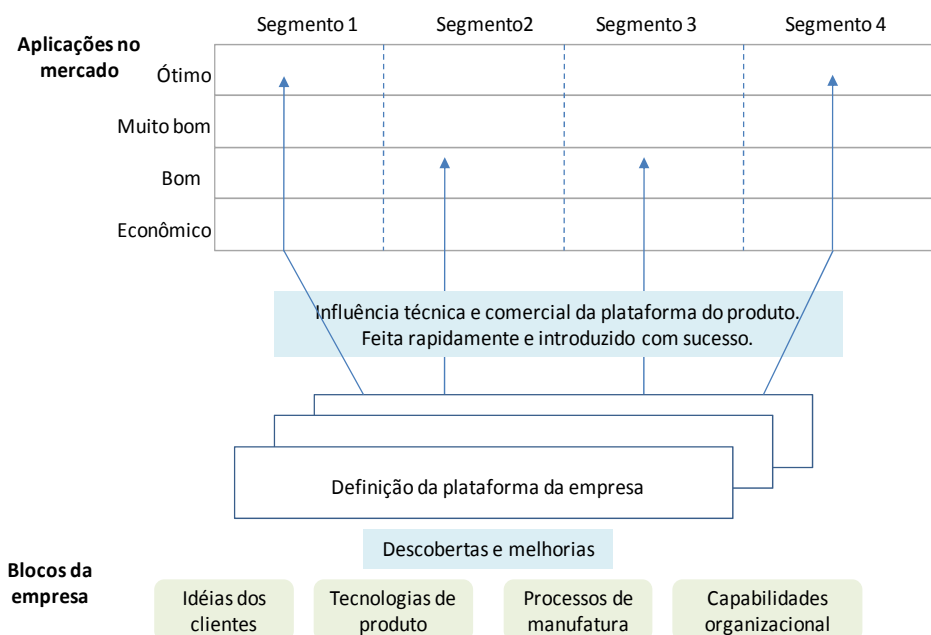 Segmento 1 Segmento2 Segmento 3 Segmento 4
Aplicações no
mercado
Ótimo
Muito bom
Bom
Econômico
Influência técnica e comercial da plataforma do produto.
Feita rapidamente e introduzido com sucesso.
Definição da plataforma da empresa
Descobertas e melhorias
Blocos da
empresa
Idéias dos
clientes
Tecnologias de
produto
Processos de
manufatura
Capabilidades
organizacional